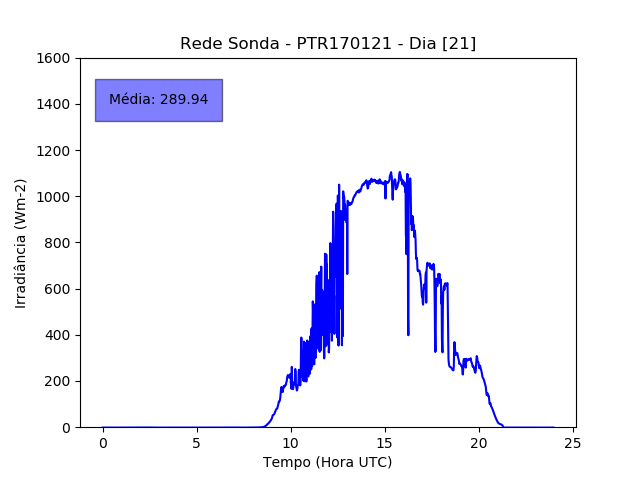 Rede Sonda - PTR170121 - Dia [21]
1600
1400
1200
1000
800
600
400
200
0
Irradiância (Wm-2)
Média: 289.94
0 5 10 15 20 25
Tempo (Hora UTC)